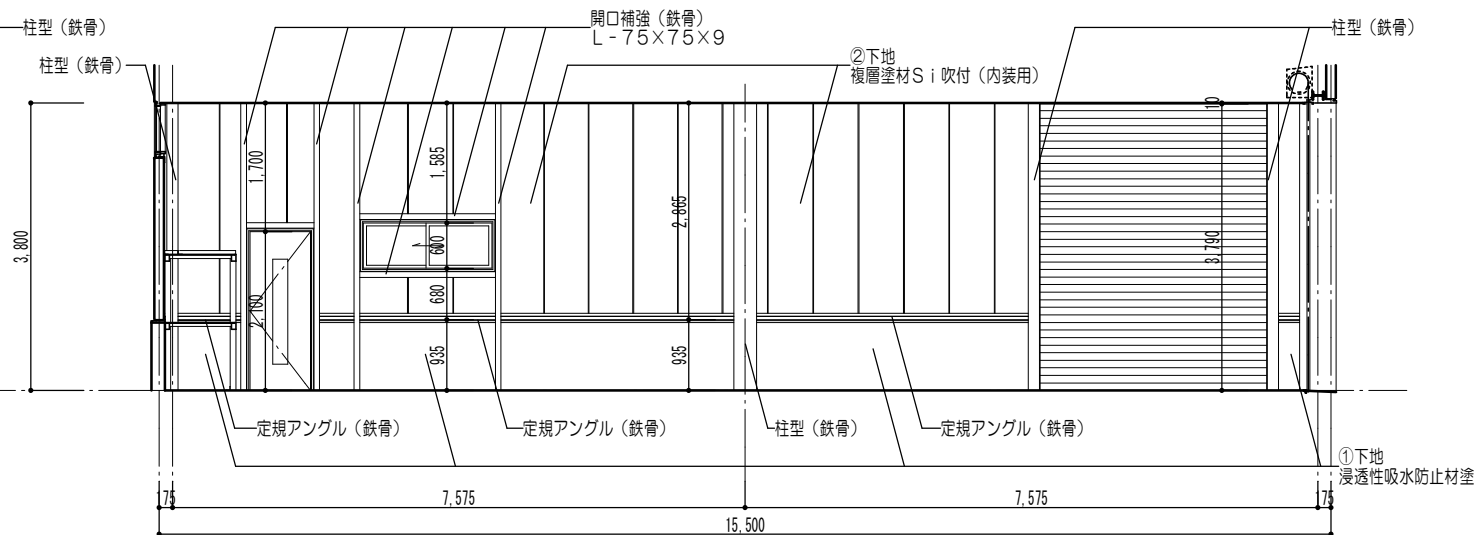 柱型（鉄骨）
柱型（鉄骨）
開口補強（鉄骨）
Ｌ-７５×７５×９
②下地
複層塗材Ｓｉ吹付（内装用）
柱型（鉄骨）
3,800
1,700
2,100
1,585
600
680
935
2,865
935
10
3,790
定規アングル（鉄骨）
定規アングル（鉄骨）
柱型（鉄骨）
定規アングル（鉄骨）
①下地
浸透性吸水防止材塗
175
7,575
7,575
175
15,500